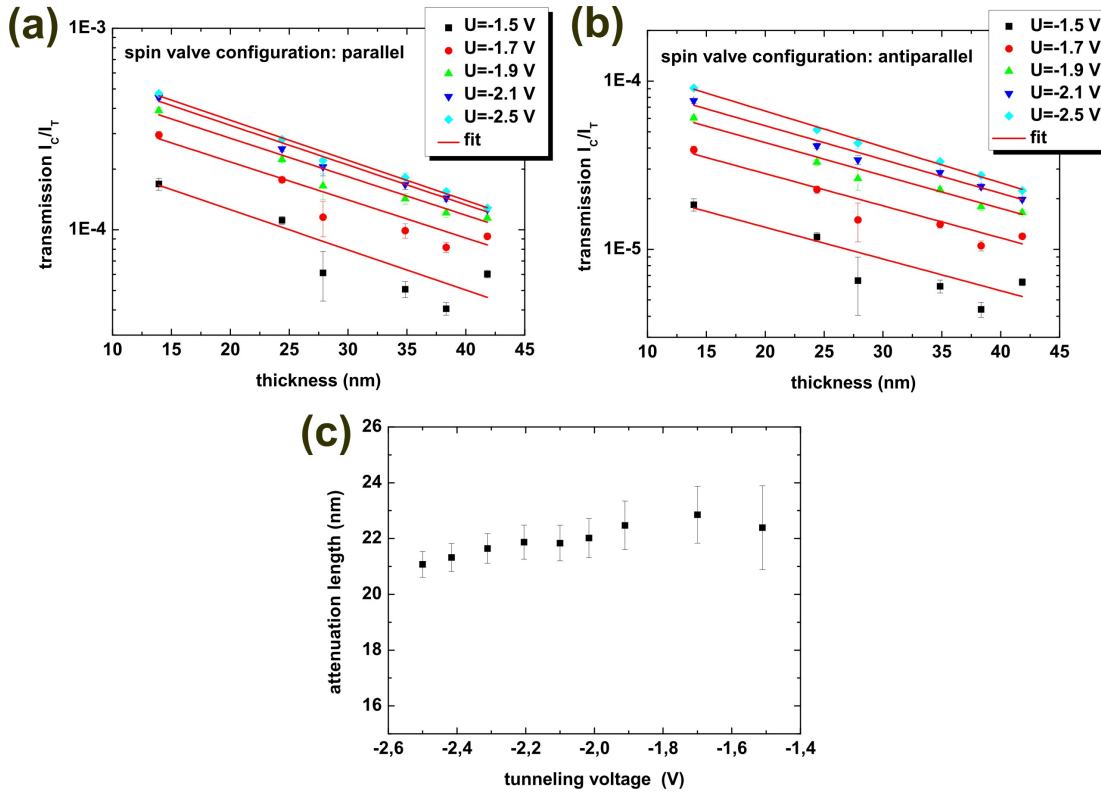 (a)
1E-3
1E-4
transmission I_C/I_T
spin valve configuration: parallel
U=-1.5 V
U=-1.7 V
U=-1.9 V
U=-2.1 V
U=-2.5 V
fit
10 15 20 25 30 35 40 45
thickness (nm)
(b)
1E-4
1E-5
transmission I_C/I_T
spin valve configuration: antiparallel
U=-1.5 V
U=-1.7 V
U=-1.9 V
U=-2.1 V
U=-2.5 V
fit
10 15 20 25 30 35 40 45
thickness (nm)
(c)
26
24
22
20
18
16
attenuation length (nm)
-2,6 -2,4 -2,2 -2,0 -1,8 -1,6 -1,4
tunneling voltage (V)